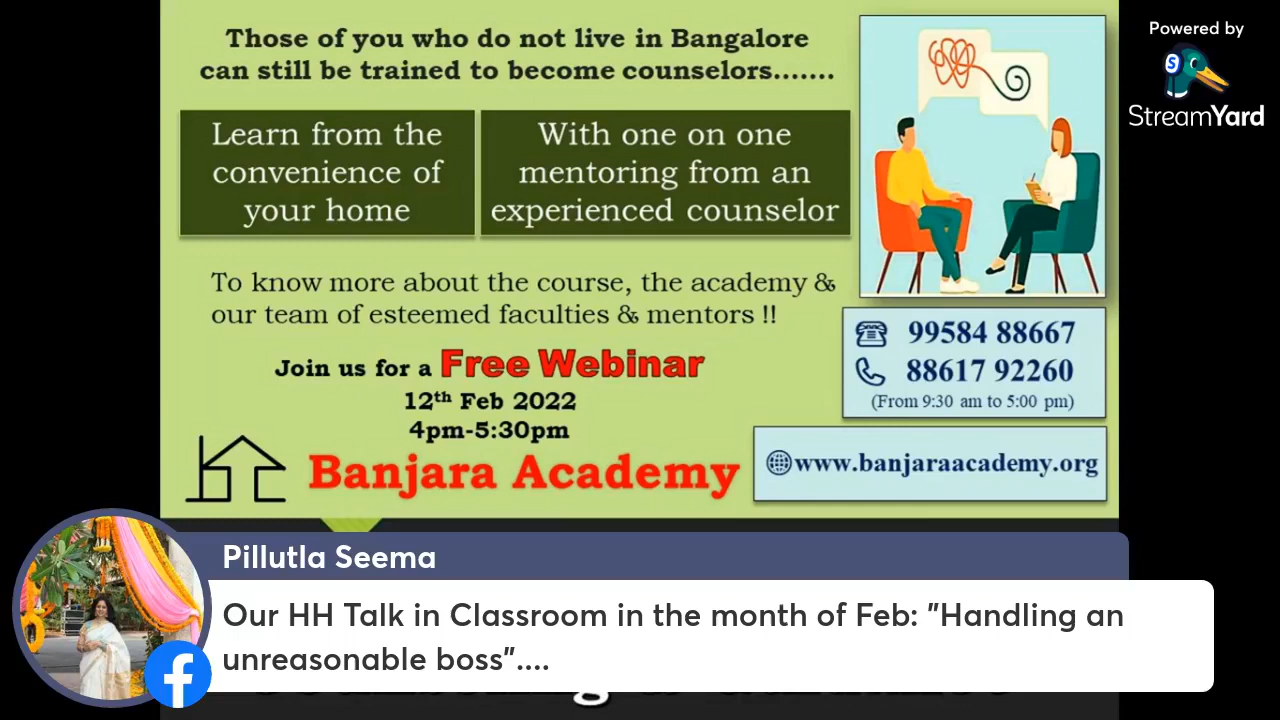 Those of you who do not live in Bangalore
can still be trained to become counselors.......
Learn from the
convenience of
your home
With one on one
mentoring from an
experienced counselor
To know more about the course, the academy &
our team of esteemed faculties & mentors !!
Join us for a Free Webinar
12th Feb 2022
4pm-5:30pm
Banjara Academy
99584 88667
88617 92260
(From 9:30 am to 5:00 pm)
www.banjaraacademy.org
Powered by
StreamYard
Pillutla Seema
Our HH Talk in Classroom in the month of Feb: "Handling an
unreasonable boss"....